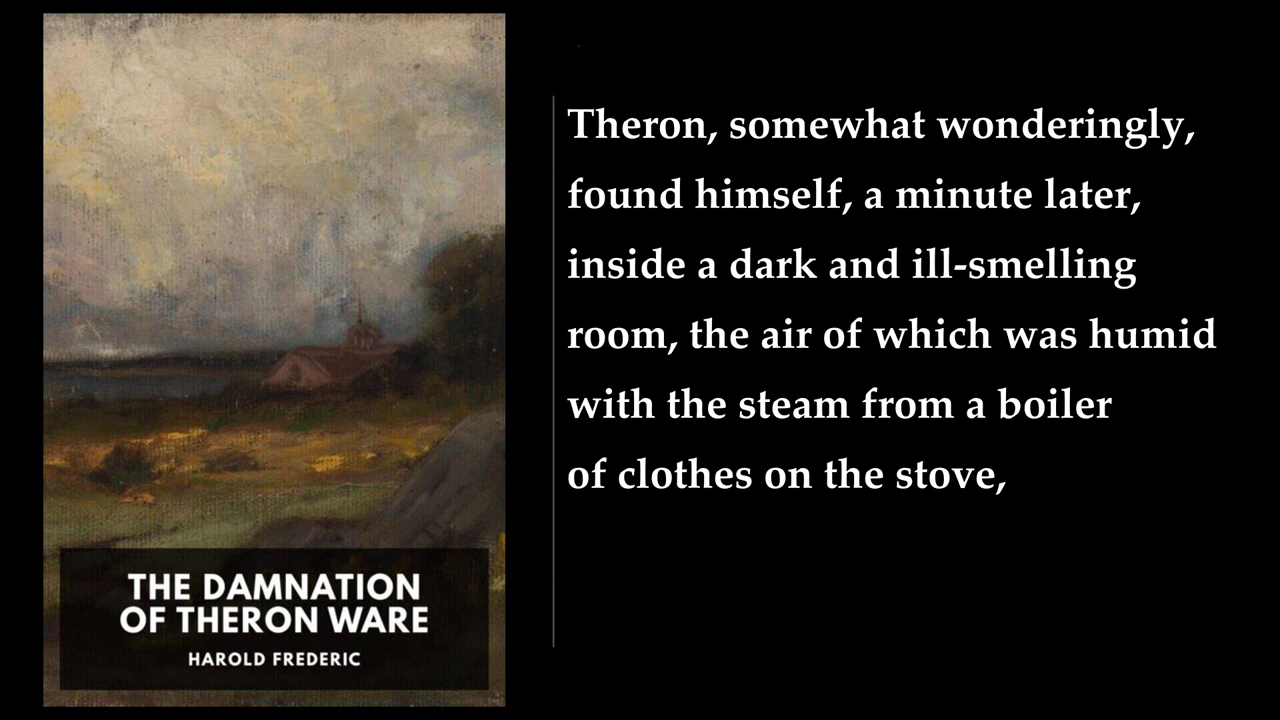 THE DAMNATION
OF THERON WARE
HAROLD FREDERIC
Theron, somewhat wonderingly,
found himself, a minute later,
inside a dark and ill-smelling
room, the air of which was humid
with the steam from a boiler
of clothes on the stove,